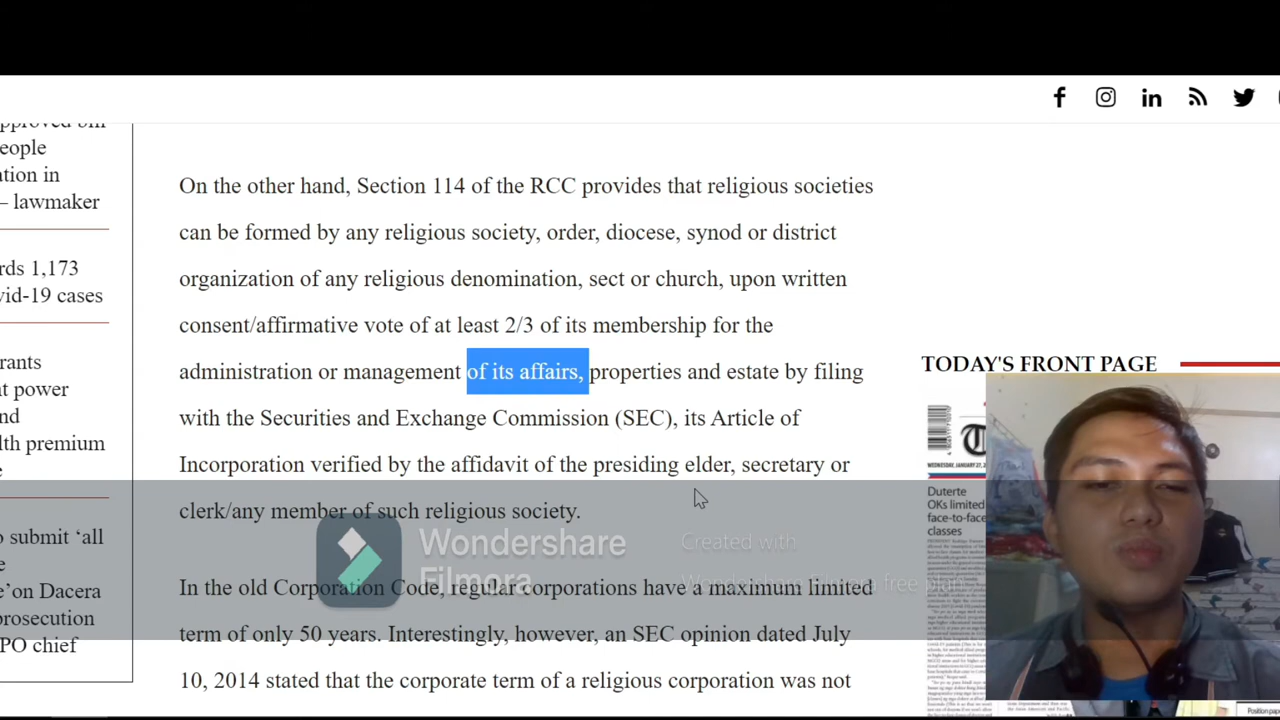 eople
ation in
– lawmaker
rds 1,173
vid-19 cases
rants
nt power
and
lth premium
e
o submit ‘all
e
e’on Dacera
prosecution
PO chief
On the other hand, Section 114 of the RCC provides that religious societies
can be formed by any religious society, order, diocese, synod or district
organization of any religious denomination, sect or church, upon written
consent/affirmative vote of at least 2/3 of its membership for the
administration or management of its affairs, properties and estate by filing
with the Securities and Exchange Commission (SEC), its Article of
Incorporation verified by the affidavit of the presiding elder, secretary or
clerk/any member of such religious society.
In the old Corporation Code, regular corporations have a maximum limited
term of only 50 years. Interestingly, however, an SEC opinion dated July
10, stated that the corporate term of a religious corporation was not
Wondershare
Filmora
Created with
TODAY'S FRONT PAGE
WEDNESDAY, JANUARY 27,
Duterte
OKs limited
face-to-face
classes
Position paper